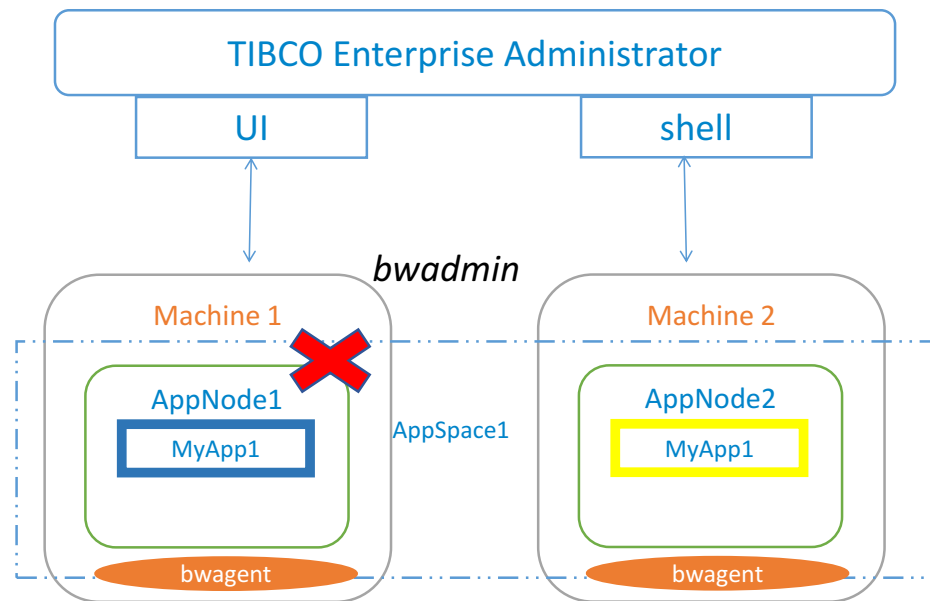 TIBCO Enterprise Administrator
UI
shell
bwadmin
Machine 1
Machine 2
AppNode1
AppNode2
AppSpace1
MyApp1
MyApp1
bwagent
bwagent